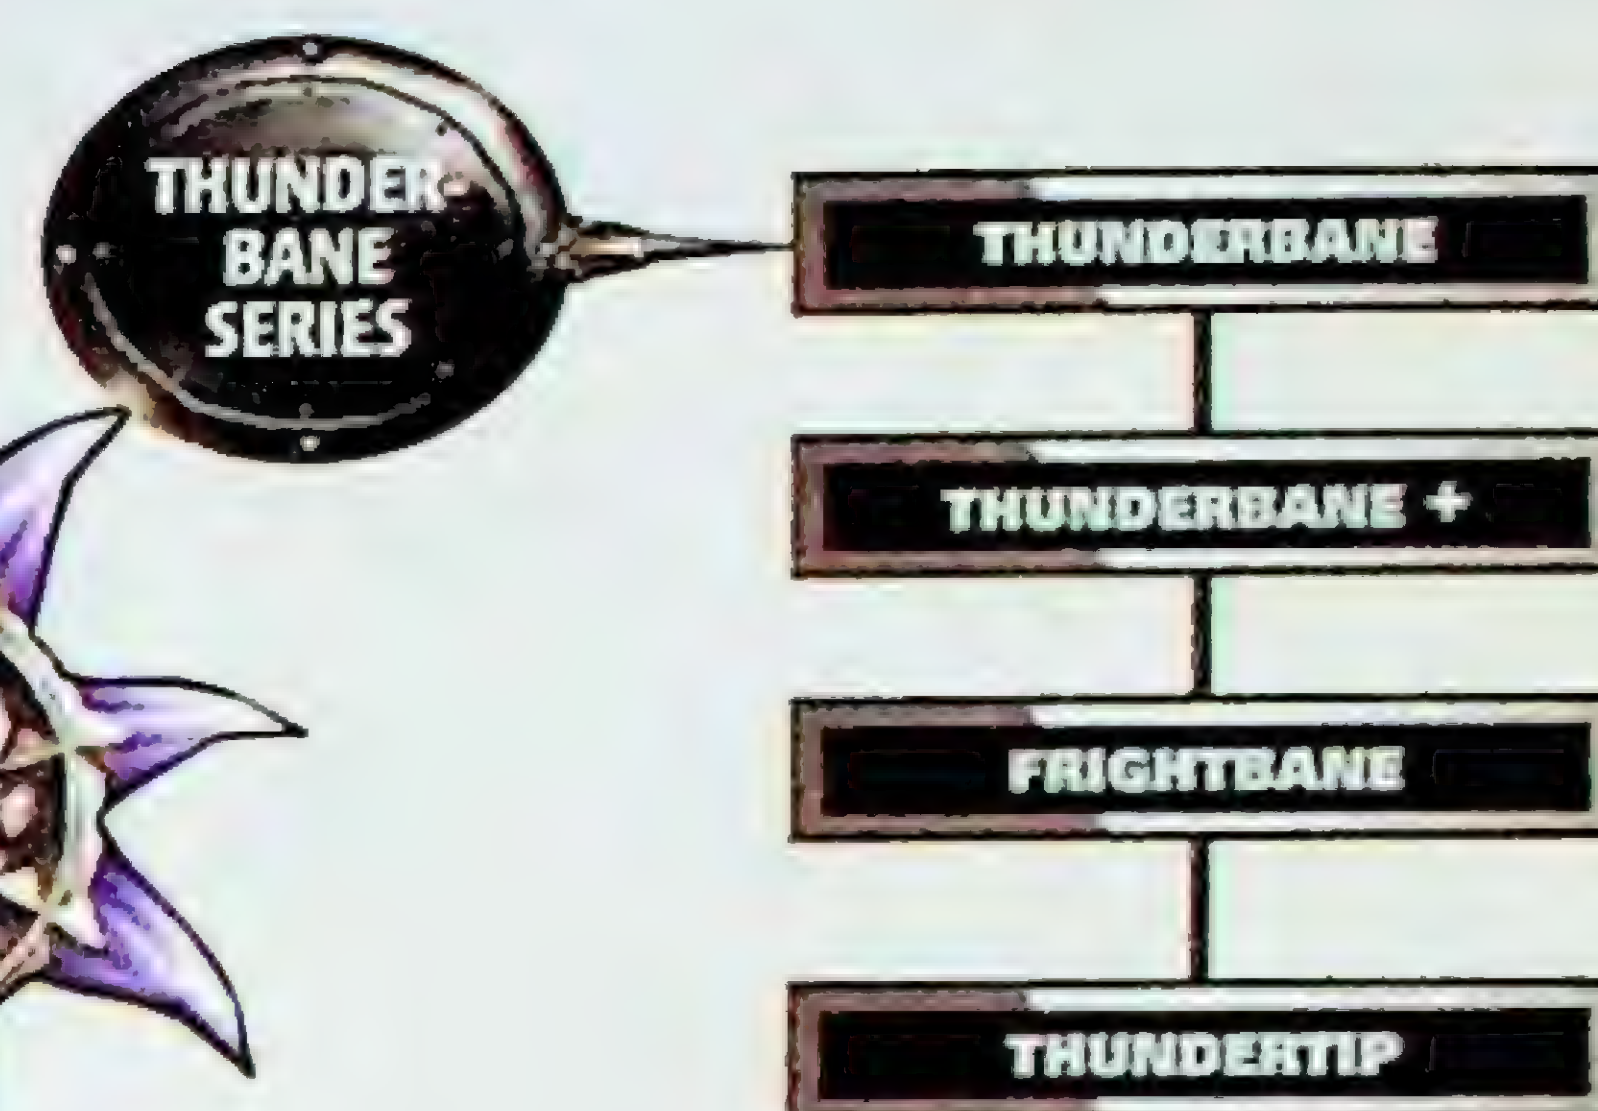 THUNDER-
BANE
SERIES
THUNDERBANE
THUNDERBANE +
FRIGHTBANE
THUNDERTIP